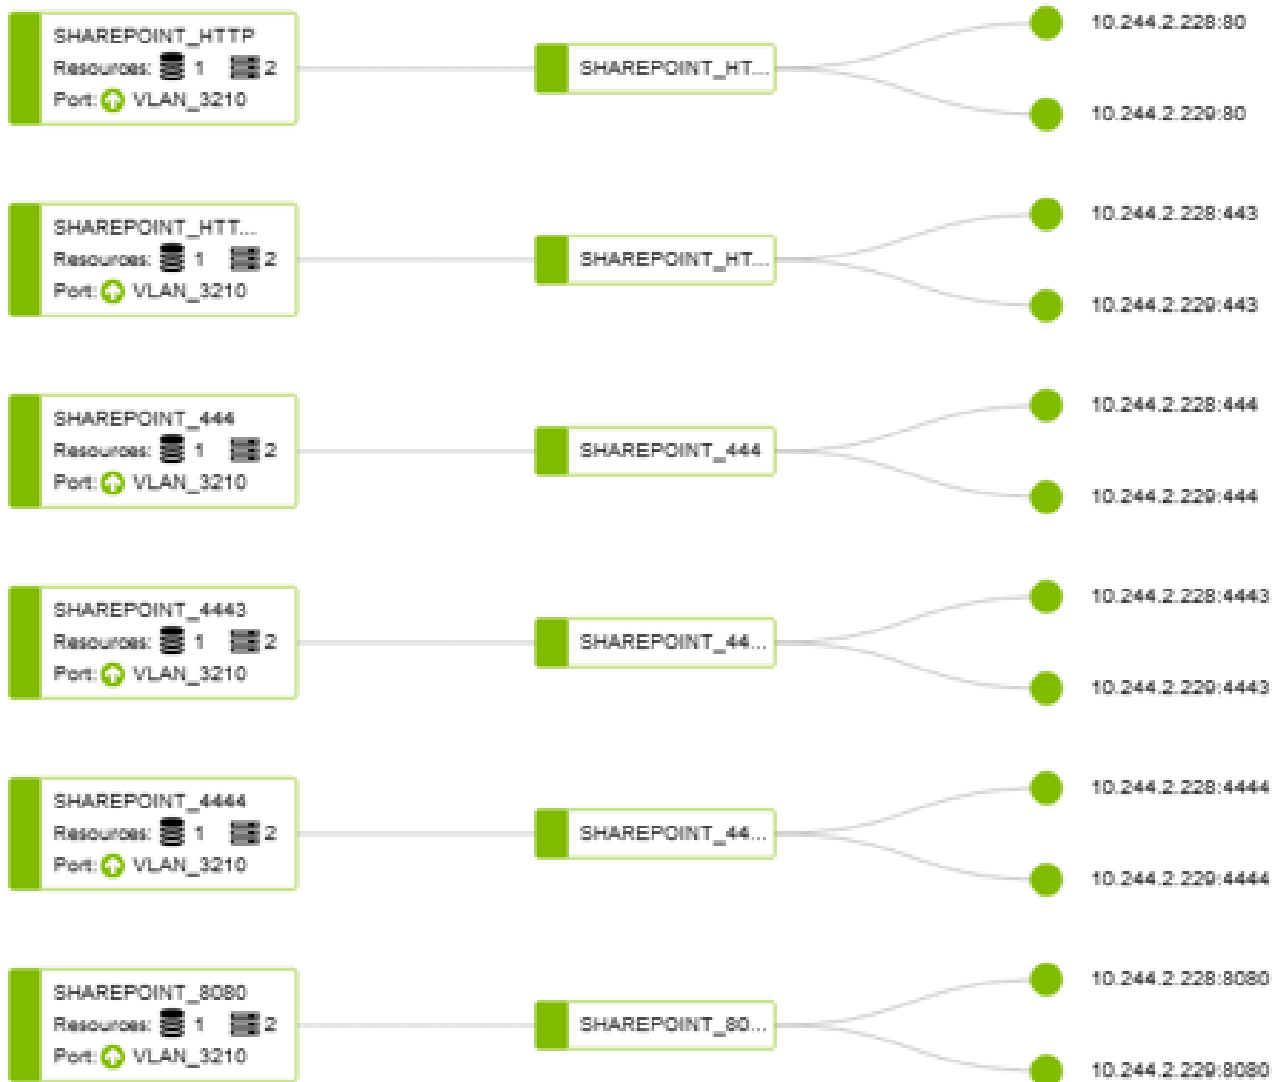 SHAREPOINT_HTTP
Resources: 1 2
Port: VLAN_3210
SHAREPOINT_HT...
10.244.2.228:80
10.244.2.229:80
SHAREPOINT_HTT...
Resources: 1 2
Port: VLAN_3210
SHAREPOINT_HT...
10.244.2.228:443
10.244.2.229:443
SHAREPOINT_444
Resources: 1 2
Port: VLAN_3210
SHAREPOINT_444
10.244.2.228:444
10.244.2.229:444
SHAREPOINT_4443
Resources: 1 2
Port: VLAN_3210
SHAREPOINT_44...
10.244.2.228:4443
10.244.2.229:4443
SHAREPOINT_4444
Resources: 1 2
Port: VLAN_3210
SHAREPOINT_44...
10.244.2.228:4444
10.244.2.229:4444
SHAREPOINT_8080
Resources: 1 2
Port: VLAN_3210
SHAREPOINT_80...
10.244.2.228:8080
10.244.2.229:8080